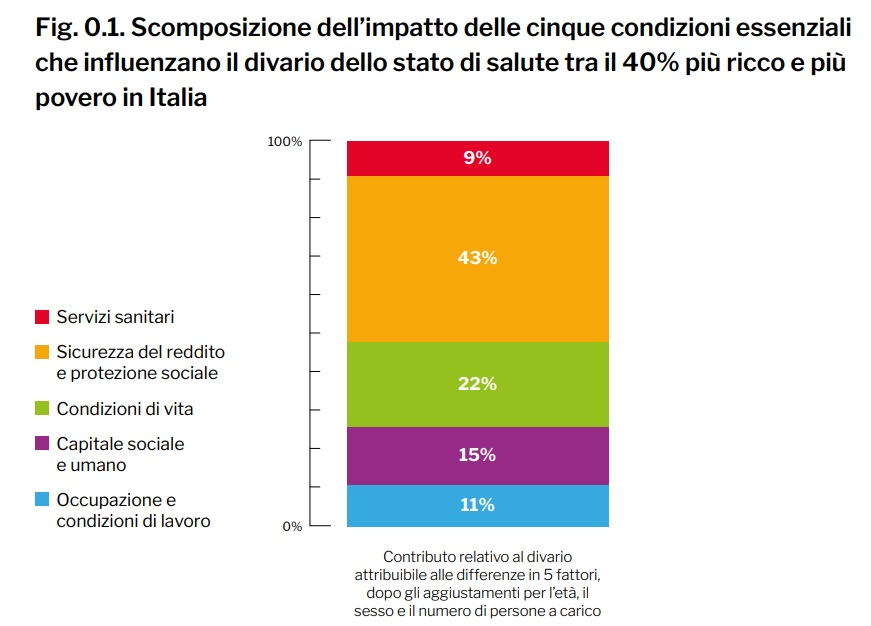 Fig. 0.1. Scomposizione dell’impatto delle cinque condizioni essenziali
che influenzano il divario dello stato di salute tra il 40% più ricco e più
povero in Italia
100%
9%
43%
22%
15%
11%
0%
Servizi sanitari
Sicurezza del reddito
e protezione sociale
Condizioni di vita
Capitale sociale
e umano
Occupazione e
condizioni di lavoro
Contributo relativo al divario
attribuibile alle differenze in 5 fattori,
dopo gli aggiustamenti per l’età, il
sesso e il numero di persone a carico